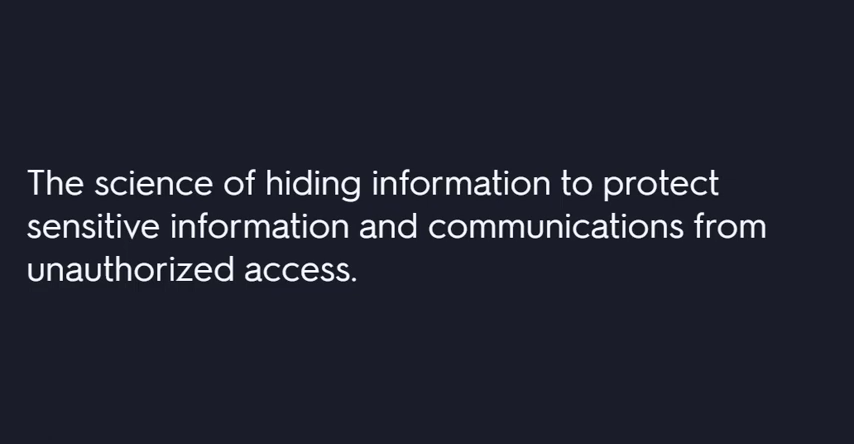 The science of hiding information to protect
sensitive information and communications from
unauthorized access.